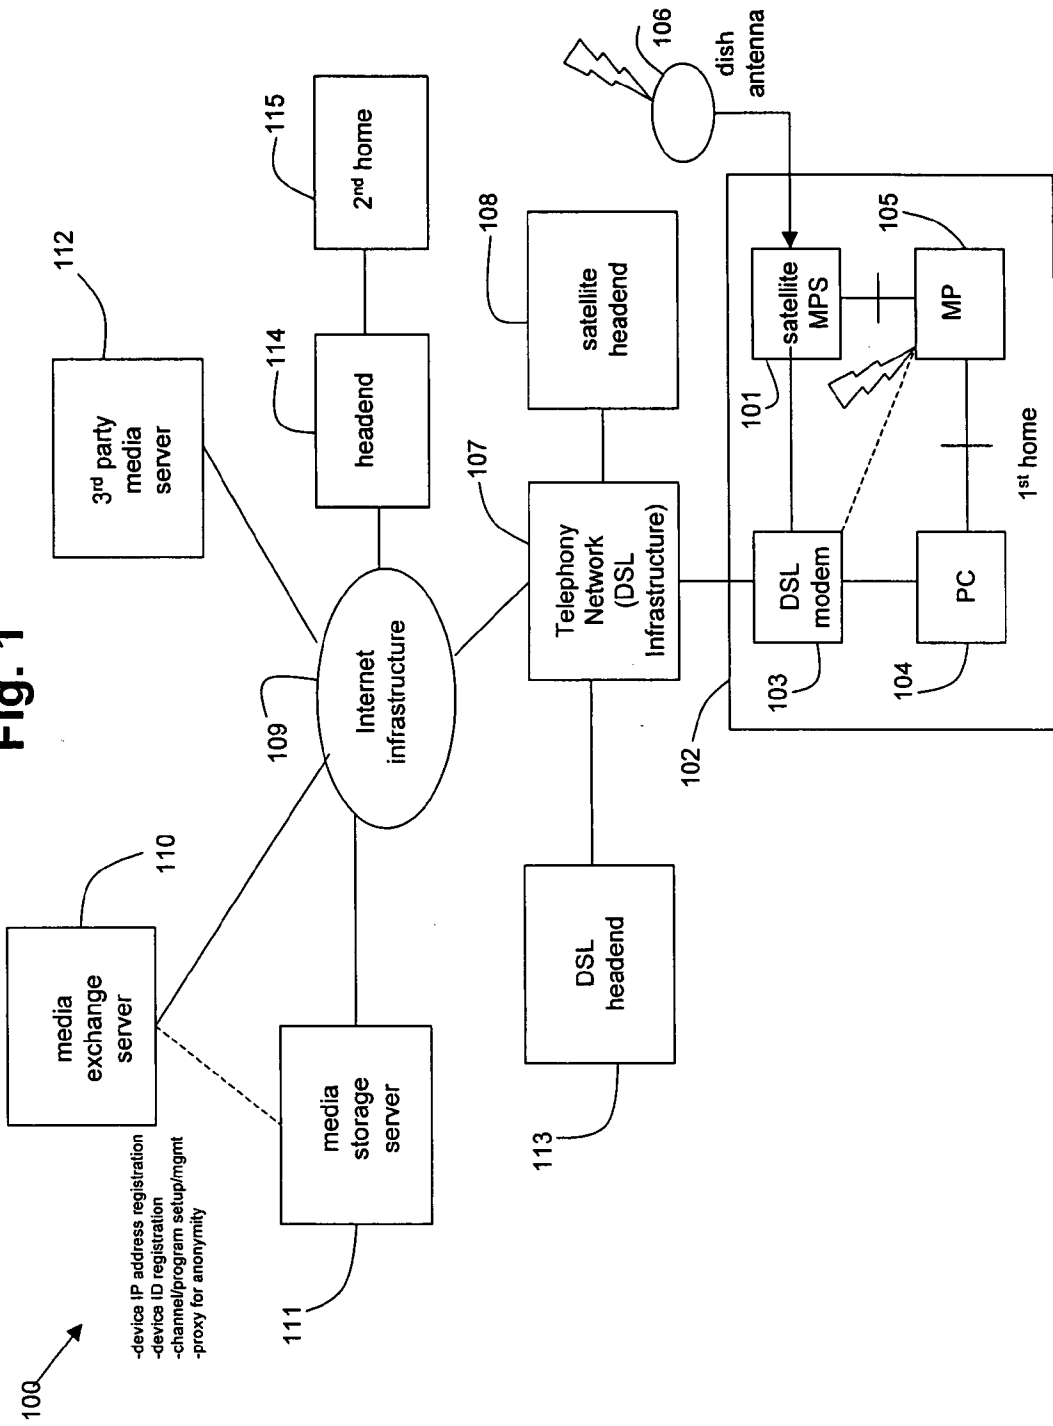 Fig. 1
100
-device IP address registration
-device ID registration
-channel/program setup/mgmt
-proxy for anonymity
media
exchange
server
110
3rd party
media
server
112
media
storage
server
111
109
Internet
infrastructure
headend
114
2nd home
115
DSL
headend
113
Telephony
Network
(DSL
Infrastructure)
107
satellite
headend
108
106
dish
antenna
102
DSL
modem
103
satellite
MPS
101
PC
104
MP
105
1st home